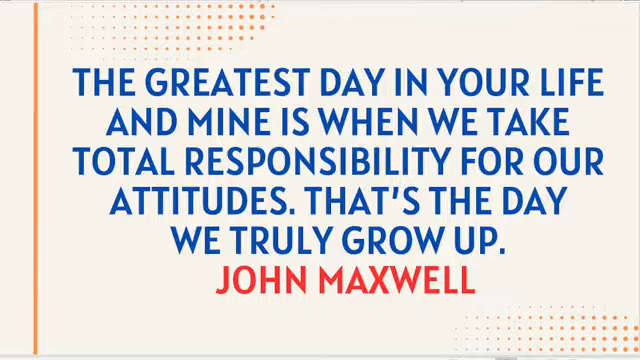 THE GREATEST DAY IN YOUR LIFE
AND MINE IS WHEN WE TAKE
TOTAL RESPONSIBILITY FOR OUR
ATTITUDES. THAT'S THE DAY
WE TRULY GROW UP.
JOHN MAXWELL